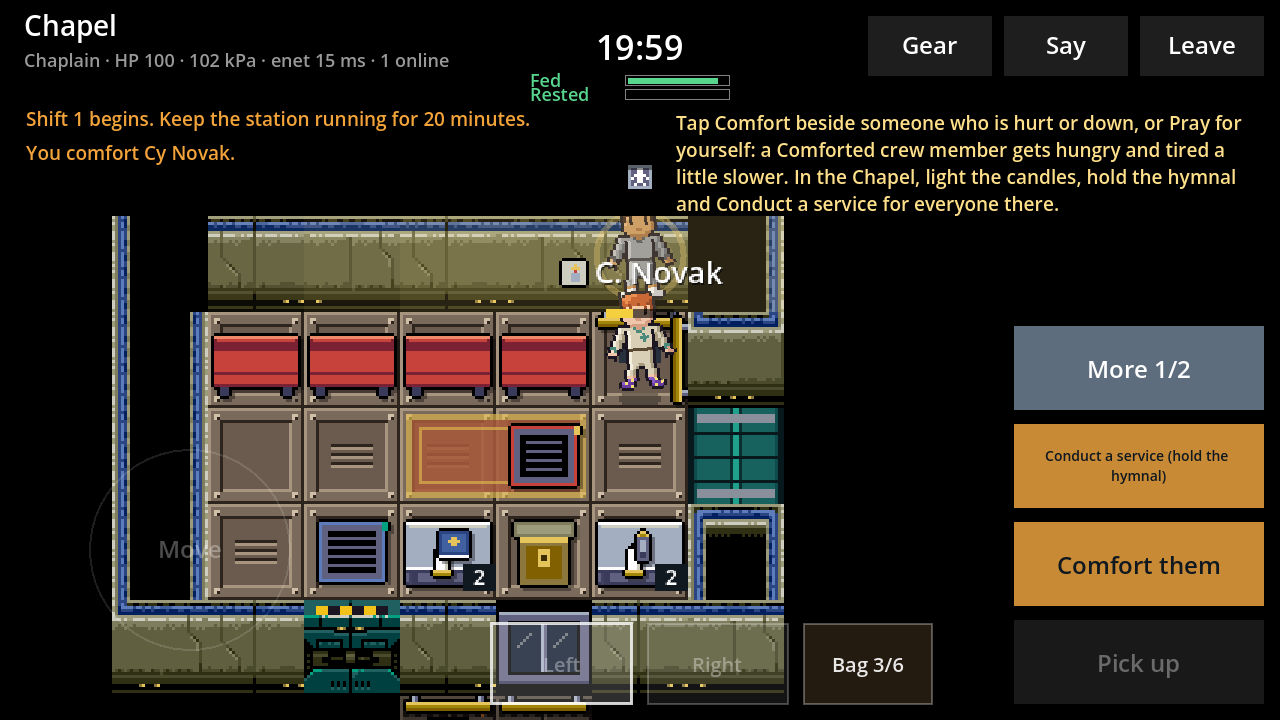 Chapel
Chaplain · HP 100 · 102 kPa · enet 15 ms · 1 online
19:59
Gear
Say
Leave
Fed
Rested
Shift 1 begins. Keep the station running for 20 minutes.
You comfort Cy Novak.
Tap Comfort beside someone who is hurt or down, or Pray for
yourself: a Comforted crew member gets hungry and tired a
little slower. In the Chapel, light the candles, hold the hymnal
and Conduct a service for everyone there.
C. Novak
More 1/2
Conduct a service (hold the
hymnal)
Comfort them
Pick up
Move
2
2
Left
Right
Bag 3/6